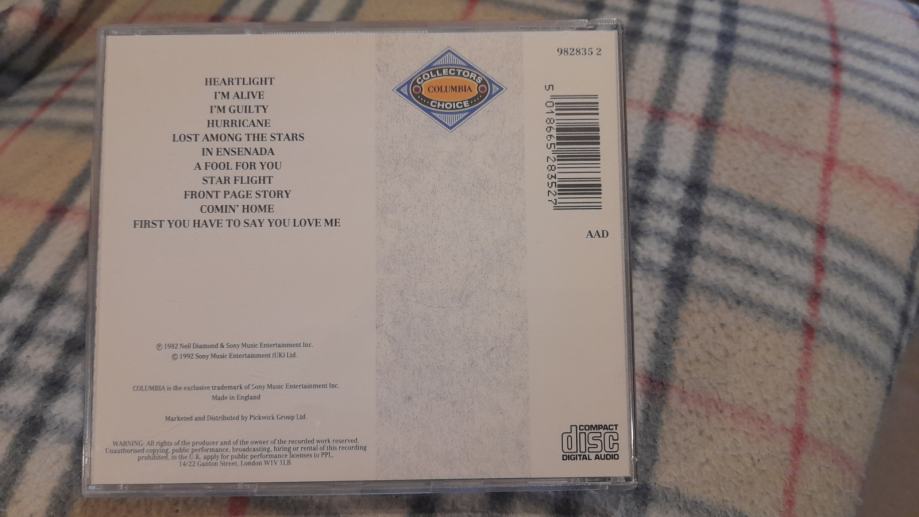 HEARTLIGHT
I'M ALIVE
I'M GUILTY
HURRICANE
LOST AMONG THE STARS
IN ENSENADA
A FOOL FOR YOU
STAR FLIGHT
FRONT PAGE STORY
COMIN' HOME
FIRST YOU HAVE TO SAY YOU LOVE ME
℗ 1982 Neil Diamond & Sony Music Entertainment Inc.
© 1992 Sony Music Entertainment (UK) Ltd.
COLUMBIA is the exclusive trademark of Sony Music Entertainment Inc.
Made in England
Marketed and Distributed by Pickwick Group Ltd.
WARNING: All rights of the producer and of the owner of the recorded work reserved.
Unauthorised copying, public performance, broadcasting, hiring or rental of this recording
prohibited. In the U.K. apply for public performance licences to PPL,
14/22 Ganton Street, London W1V 1LB
COLLECTORS
COLUMBIA
CHOICE
982835 2
5 018665 283527
AAD
COMPACT
disc
DIGITAL AUDIO